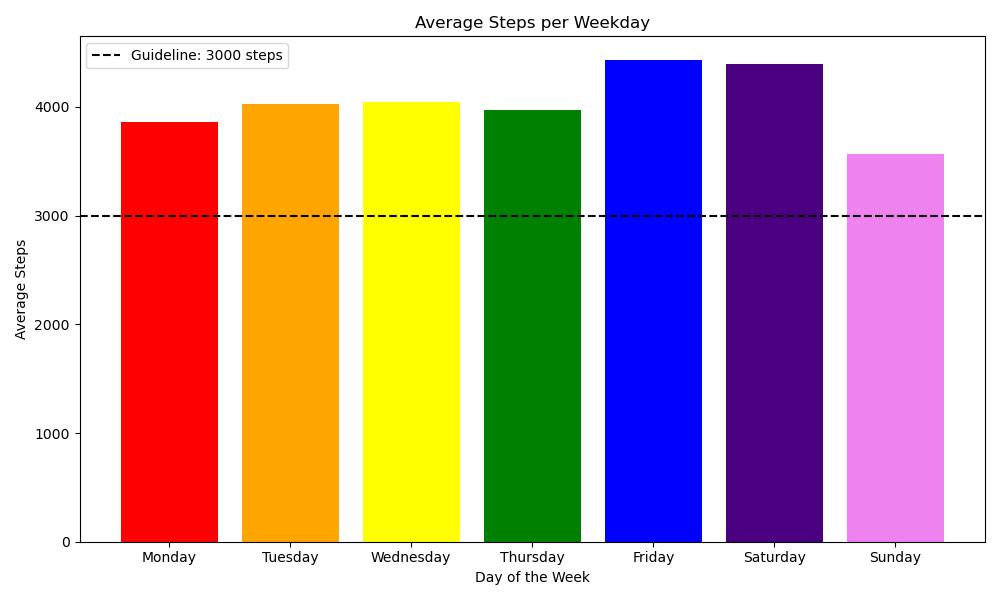 Average Steps per Weekday
Guideline: 3000 steps
4000
3000
2000
1000
0
Average Steps
Monday Tuesday Wednesday Thursday Friday Saturday Sunday
Day of the Week